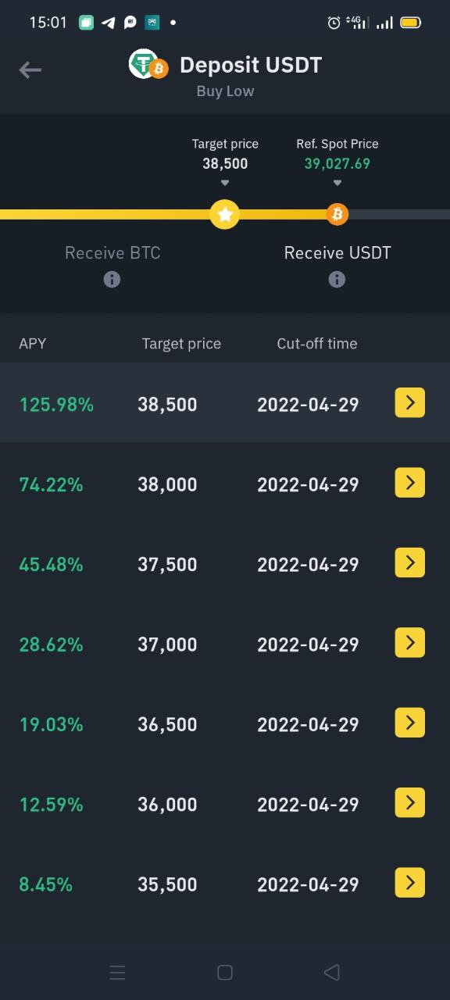 15:01
4G
Deposit USDT
Buy Low
Target price Ref. Spot Price
38,500 39,027.69
Receive BTC Receive USDT
APY Target price Cut-off time
125.98% 38,500 2022-04-29
74.22% 38,000 2022-04-29
45.48% 37,500 2022-04-29
28.62% 37,000 2022-04-29
19.03% 36,500 2022-04-29
12.59% 36,000 2022-04-29
8.45% 35,500 2022-04-29